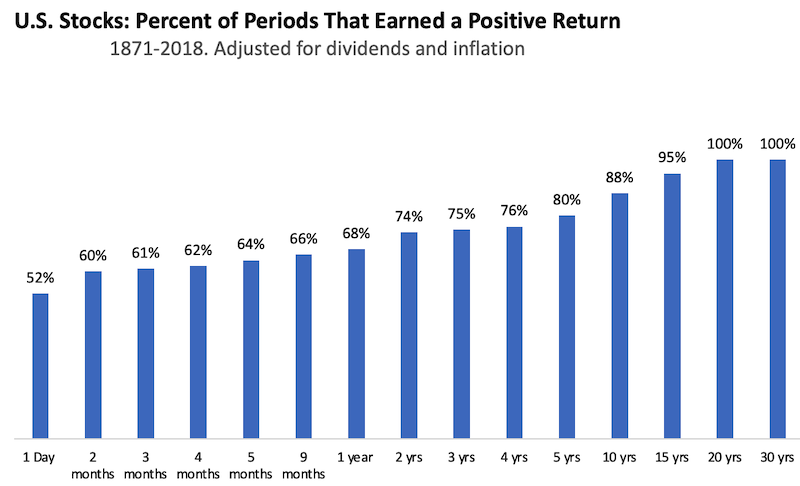 U.S. Stocks: Percent of Periods That Earned a Positive Return
1871-2018. Adjusted for dividends and inflation
52%
60%
61%
62%
64%
66%
68%
74%
75%
76%
80%
88%
95%
100%
100%
1 Day
2 months
3 months
4 months
5 months
9 months
1 year
2 yrs
3 yrs
4 yrs
5 yrs
10 yrs
15 yrs
20 yrs
30 yrs